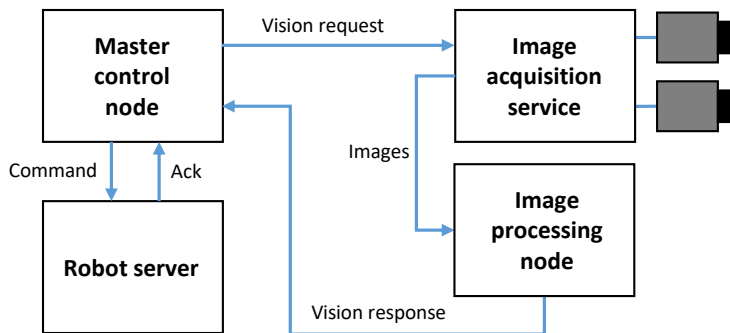 Master
control
node
Vision request
Image
acquisition
service
Images
Command
Ack
Image
processing
node
Robot server
Vision response